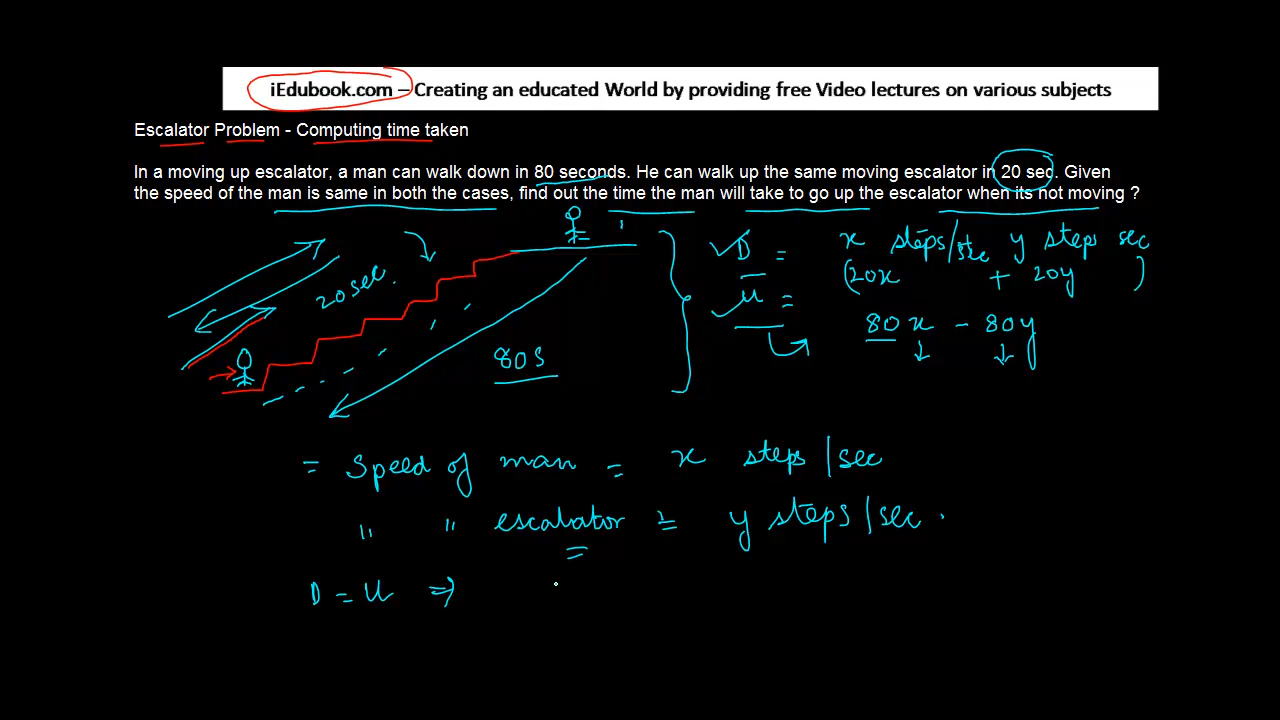 iEdubook.com – Creating an educated World by providing free Video lectures on various subjects
Escalator Problem - Computing time taken
In a moving up escalator, a man can walk down in 80 seconds. He can walk up the same moving escalator in 20 sec. Given
the speed of the man is same in both the cases, find out the time the man will take to go up the escalator when its not moving ?
20 sec.
80 S
D = x steps/sec y steps sec
(20x + 20y )
u = 80x - 80y
= Speed of man = x steps/sec
" " escalator = y steps/sec.
D = U ⇒